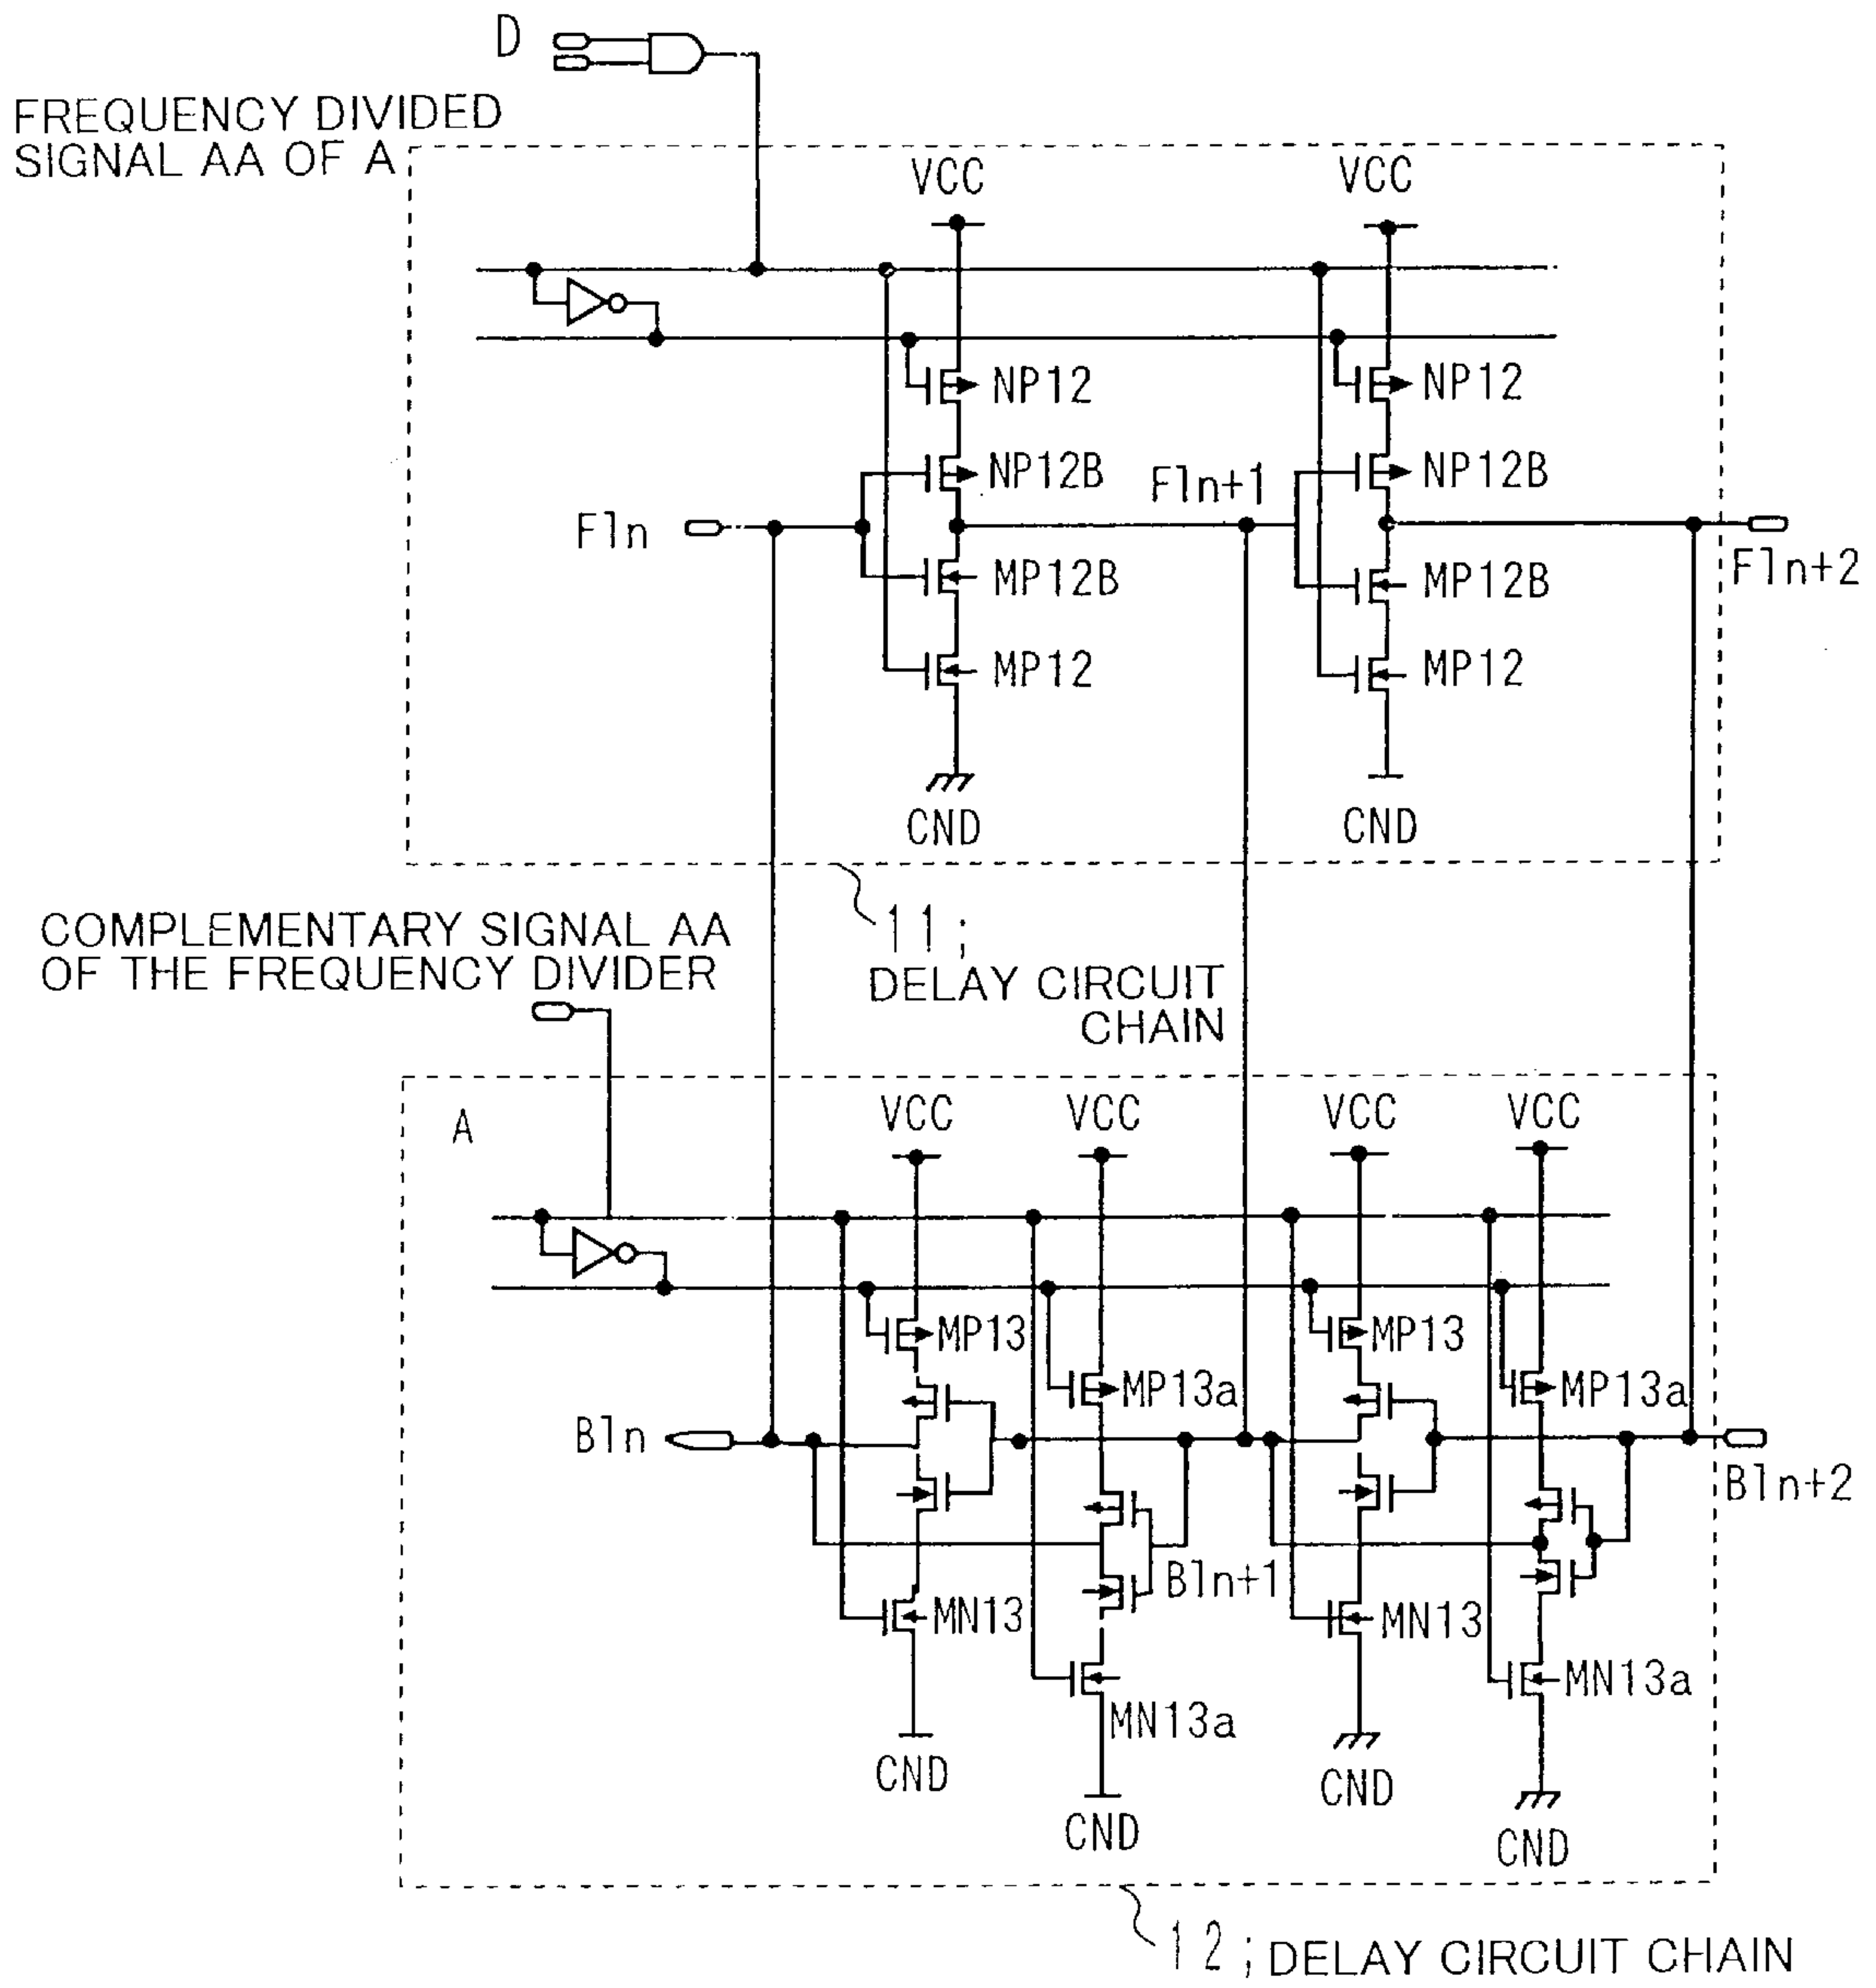 D
FREQUENCY DIVIDED
SIGNAL AA OF A
VCC
VCC
NP12
NP12
NP12B
NP12B
Fln+1
Fln
MP12B
MP12B
Fln+2
MP12
MP12
CND
CND
11;
DELAY CIRCUIT
CHAIN
COMPLEMENTARY SIGNAL AA
OF THE FREQUENCY DIVIDER
A
VCC
VCC
VCC
VCC
MP13
MP13
MP13a
MP13a
Bln
Bln+2
Bln+1
MN13
MN13
MN13a
MN13a
CND
CND
CND
CND
12; DELAY CIRCUIT CHAIN